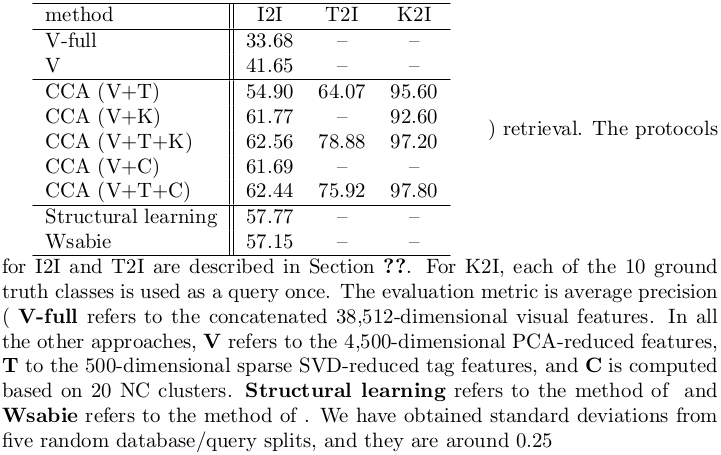 method I2I T2I K2I
V-full 33.68 – –
V 41.65 – –
CCA (V+T) 54.90 64.07 95.60
CCA (V+K) 61.77 – 92.60
CCA (V+T+K) 62.56 78.88 97.20
CCA (V+C) 61.69 – –
CCA (V+T+C) 62.44 75.92 97.80
Structural learning 57.77 – –
Wsabie 57.15 – –
) retrieval. The protocols
for I2I and T2I are described in Section ??. For K2I, each of the 10 ground
truth classes is used as a query once. The evaluation metric is average precision
( V-full refers to the concatenated 38,512-dimensional visual features. In all
the other approaches, V refers to the 4,500-dimensional PCA-reduced features,
T to the 500-dimensional sparse SVD-reduced tag features, and C is computed
based on 20 NC clusters. Structural learning refers to the method of and
Wsabie refers to the method of . We have obtained standard deviations from
five random database/query splits, and they are around 0.25